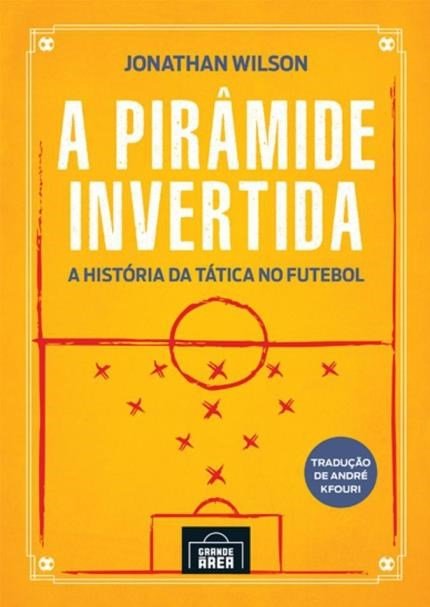 JONATHAN WILSON
A PIRÂMIDE
INVERTIDA
A HISTÓRIA DA TÁTICA NO FUTEBOL
TRADUÇÃO
DE ANDRÉ
KFOURI
GRANDE
ÁREA